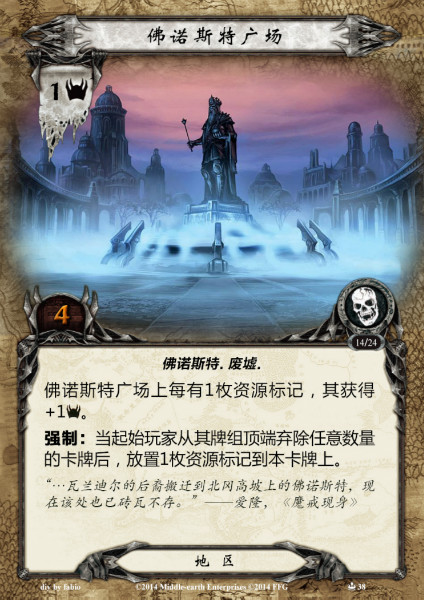 佛诺斯特广场
1
4
14/24
佛诺斯特. 废墟.
佛诺斯特广场上每有1枚资源标记，其获得
+1。
强制：当起始玩家从其牌组顶端弃除任意数量
的卡牌后，放置1枚资源标记到本卡牌上。
“…瓦兰迪尔的后裔搬迁到北冈高坡上的佛诺斯特，现
在该处也已砖瓦不存。”——爱隆，《魔戒现身》
地 区
diy by fabio ©2014 Middle-earth Enterprises ©2014 FFG 38